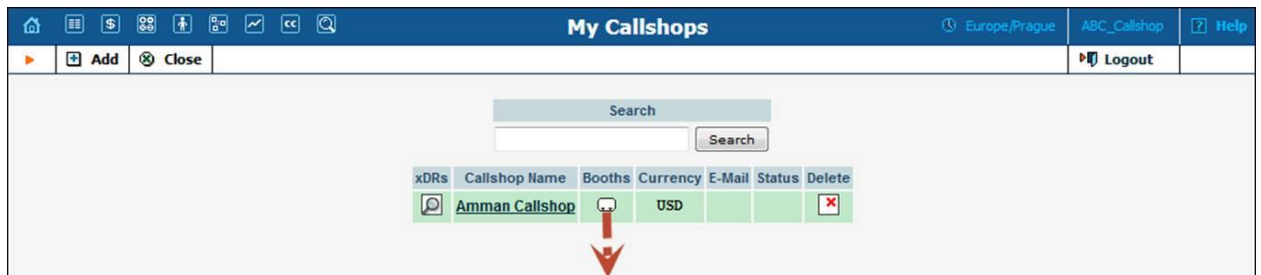 My Callshops Europe/Prague ABC_Callshop ? Help
Add Close Logout
Search
Search
xDRs Callshop Name Booths Currency E-Mail Status Delete
Amman Callshop USD